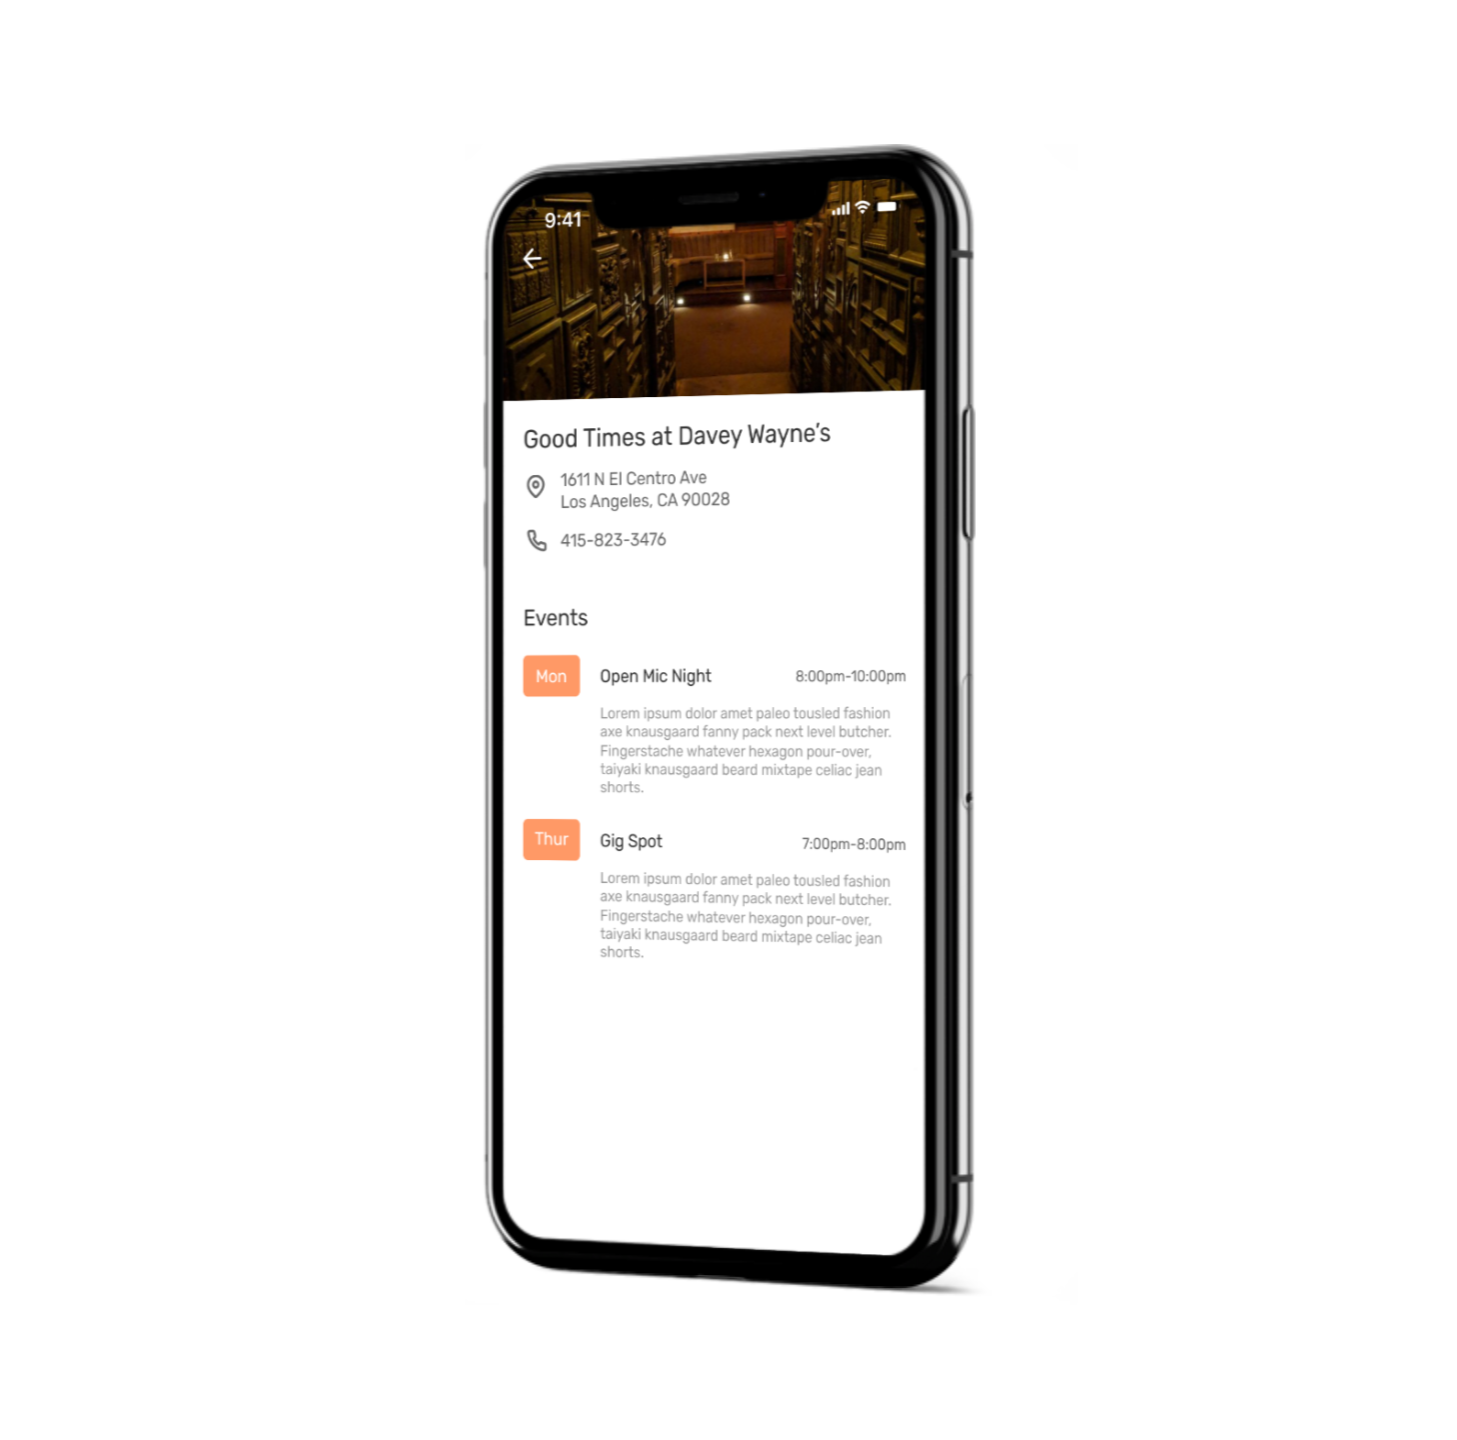 9:41
Good Times at Davey Wayne's
1611 N El Centro Ave
Los Angeles, CA 90028
415-823-3476
Events
Mon
Open Mic Night
8:00pm-10:00pm
Lorem ipsum dolor amet paleo tousled fashion
axe knausgaard fanny pack next level butcher.
Fingerstache whatever hexagon pour-over,
taiyaki knausgaard beard mixtape celiac jean
shorts.
Thur
Gig Spot
7:00pm-8:00pm
Lorem ipsum dolor amet paleo tousled fashion
axe knausgaard fanny pack next level butcher.
Fingerstache whatever hexagon pour-over,
taiyaki knausgaard beard mixtape celiac jean
shorts.